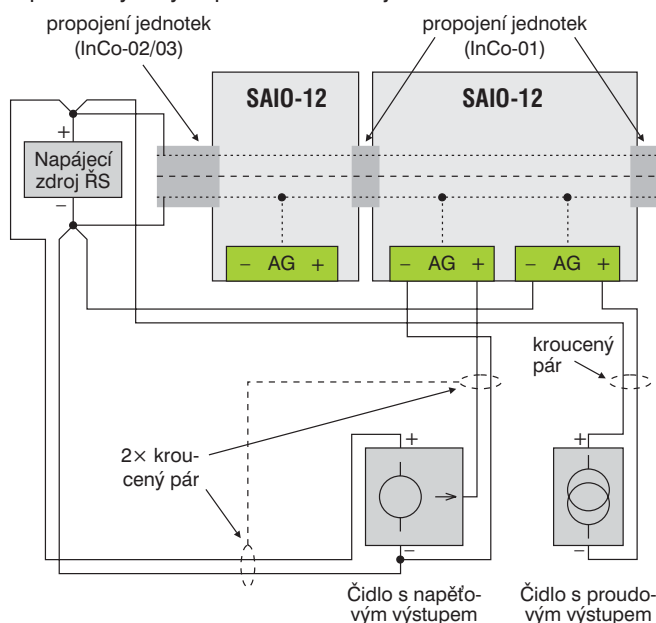 propojení jednotek
(InCo-02/03)
propojení jednotek
(InCo-01)
SAIO-12
SAIO-12
+
Napájecí
zdroj ŘS
−
− AG +
− AG +
− AG +
kroucený
pár
2× krou-
cený pár
+
−
+
−
Čidlo s napěťo-
vým výstupem
Čidlo s proudo-
vým výstupem